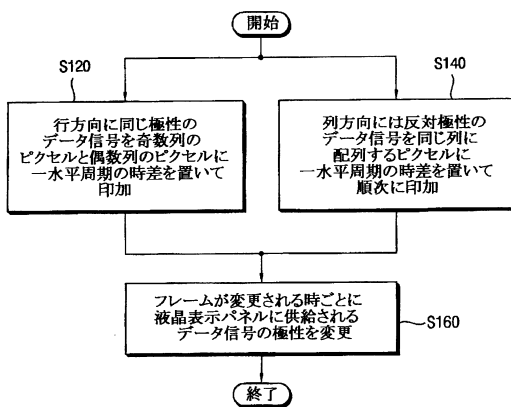 開始
S120
行方向に同じ極性の
データ信号を奇数列の
ピクセルと偶数列のピクセルに
一水平周期の時差を置いて
印加
S140
列方向には反対極性の
データ信号を同じ列に
配列するピクセルに
一水平周期の時差を置いて
順次に印加
フレームが変更される時ごとに
液晶表示パネルに供給される
データ信号の極性を変更
S160
終了